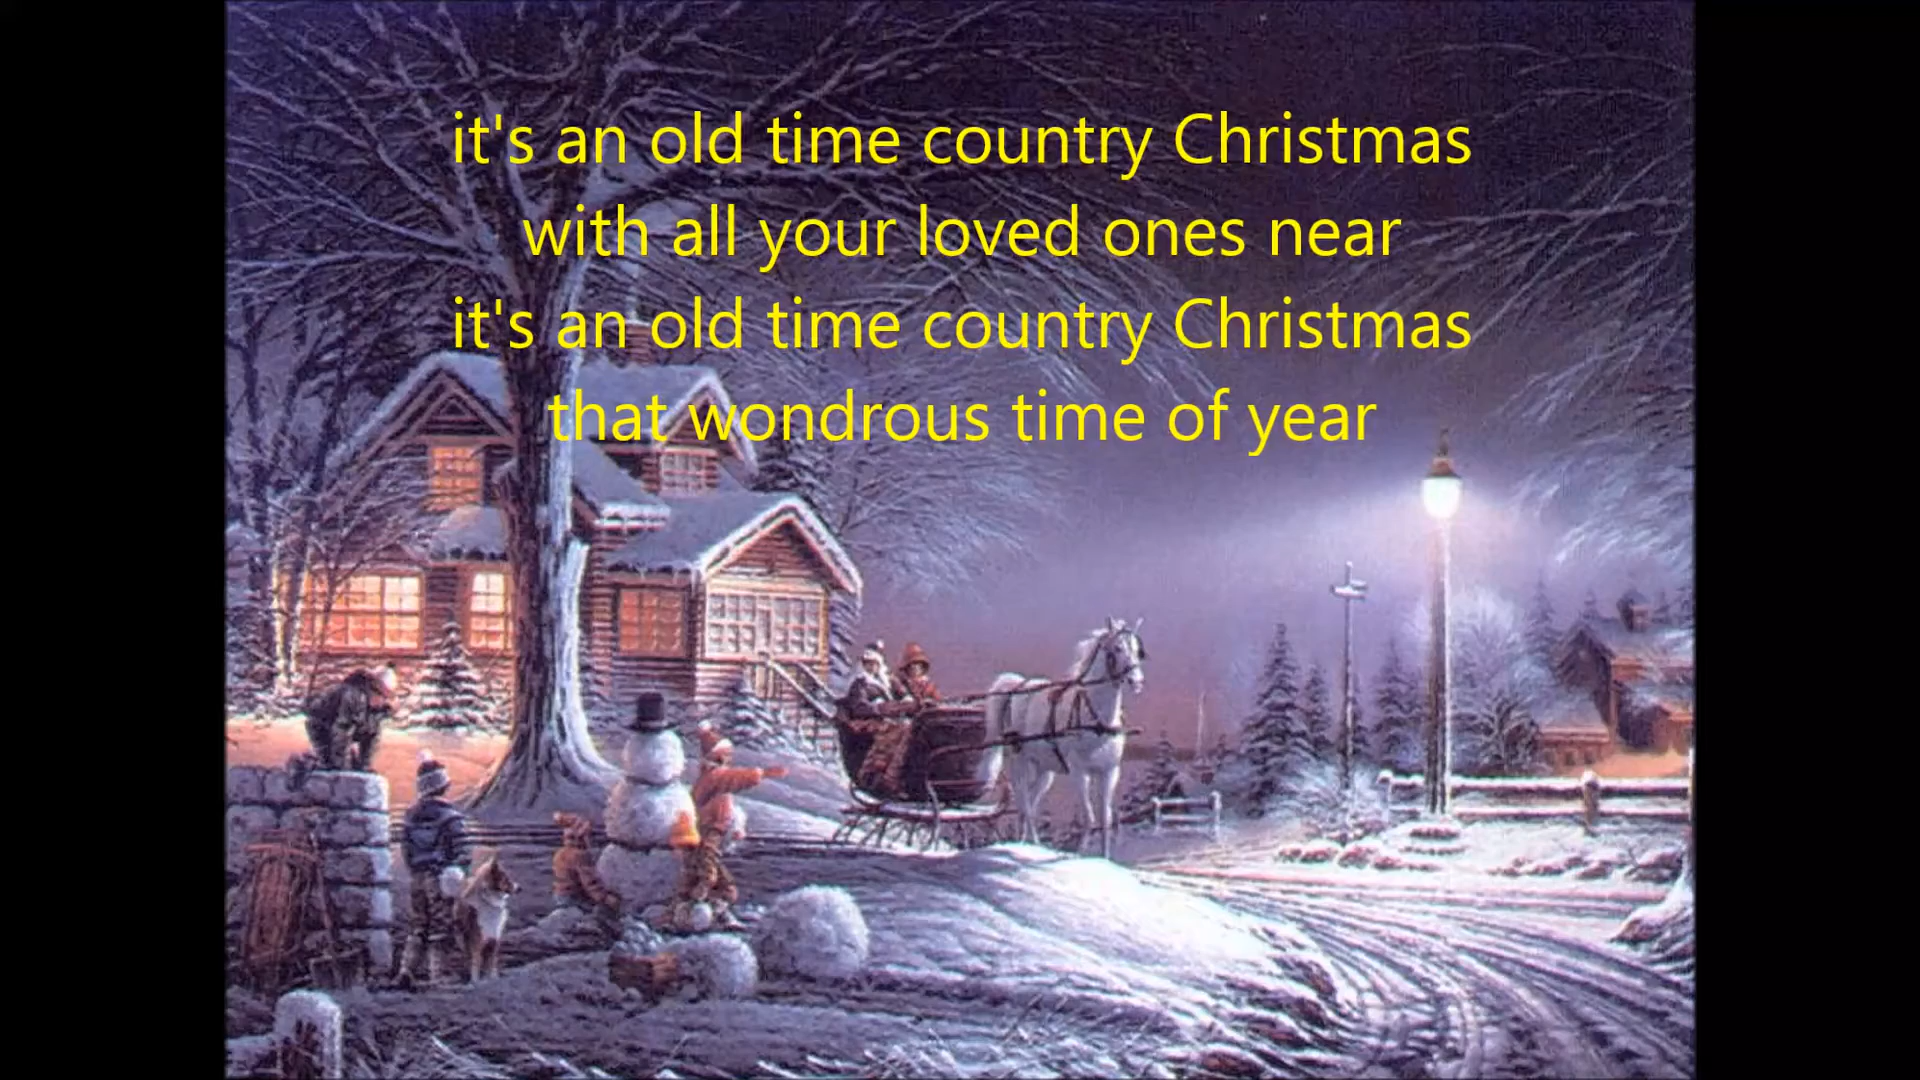 it's an old time country Christmas
with all your loved ones near
it's an old time country Christmas
that wondrous time of year